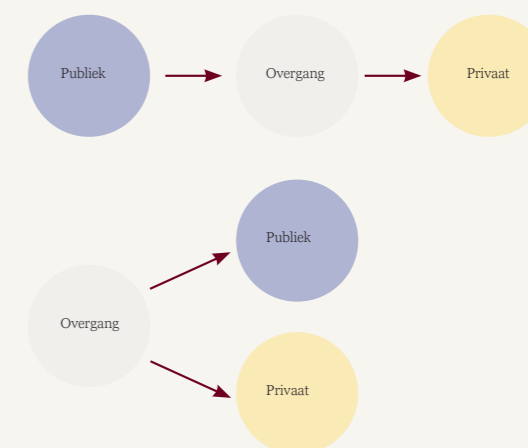 Publiek
Overgang
Privaat
Publiek
Overgang
Privaat